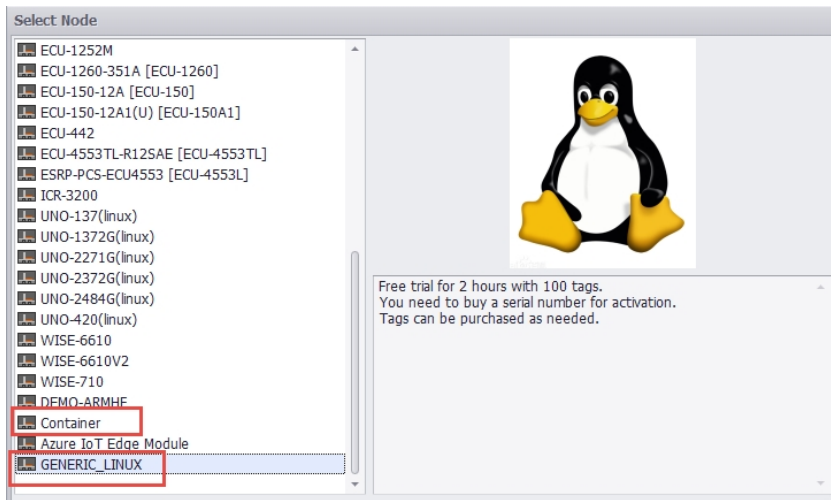 Select Node
ECU-1252M
ECU-1260-351A [ECU-1260]
ECU-150-12A [ECU-150]
ECU-150-12A1(U) [ECU-150A1]
ECU-442
ECU-4553TL-R12SAE [ECU-4553TL]
ESRP-PCS-ECU4553 [ECU-4553L]
ICR-3200
UNO-137(linux)
UNO-1372G(linux)
UNO-2271G(linux)
UNO-2372G(linux)
UNO-2484G(linux)
UNO-420(linux)
WISE-6610
WISE-6610V2
WISE-710
DEMO-ARMHF
Container
Azure IoT Edge Module
GENERIC_LINUX
Free trial for 2 hours with 100 tags.
You need to buy a serial number for activation.
Tags can be purchased as needed.